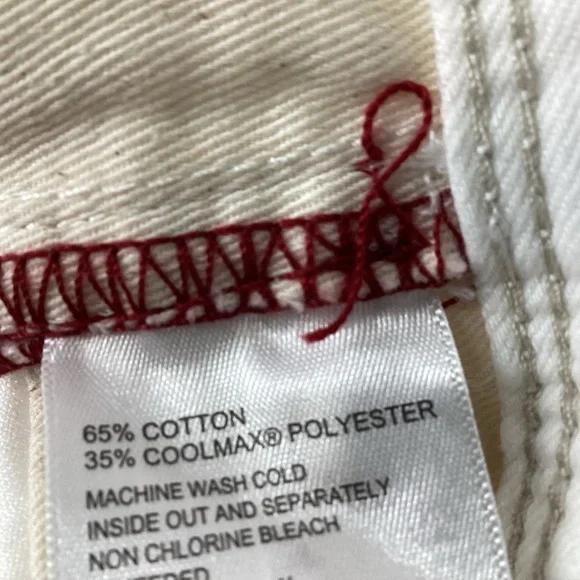 65% COTTON
35% COOLMAX® POLYESTER
MACHINE WASH COLD
INSIDE OUT AND SEPARATELY
NON CHLORINE BLEACH